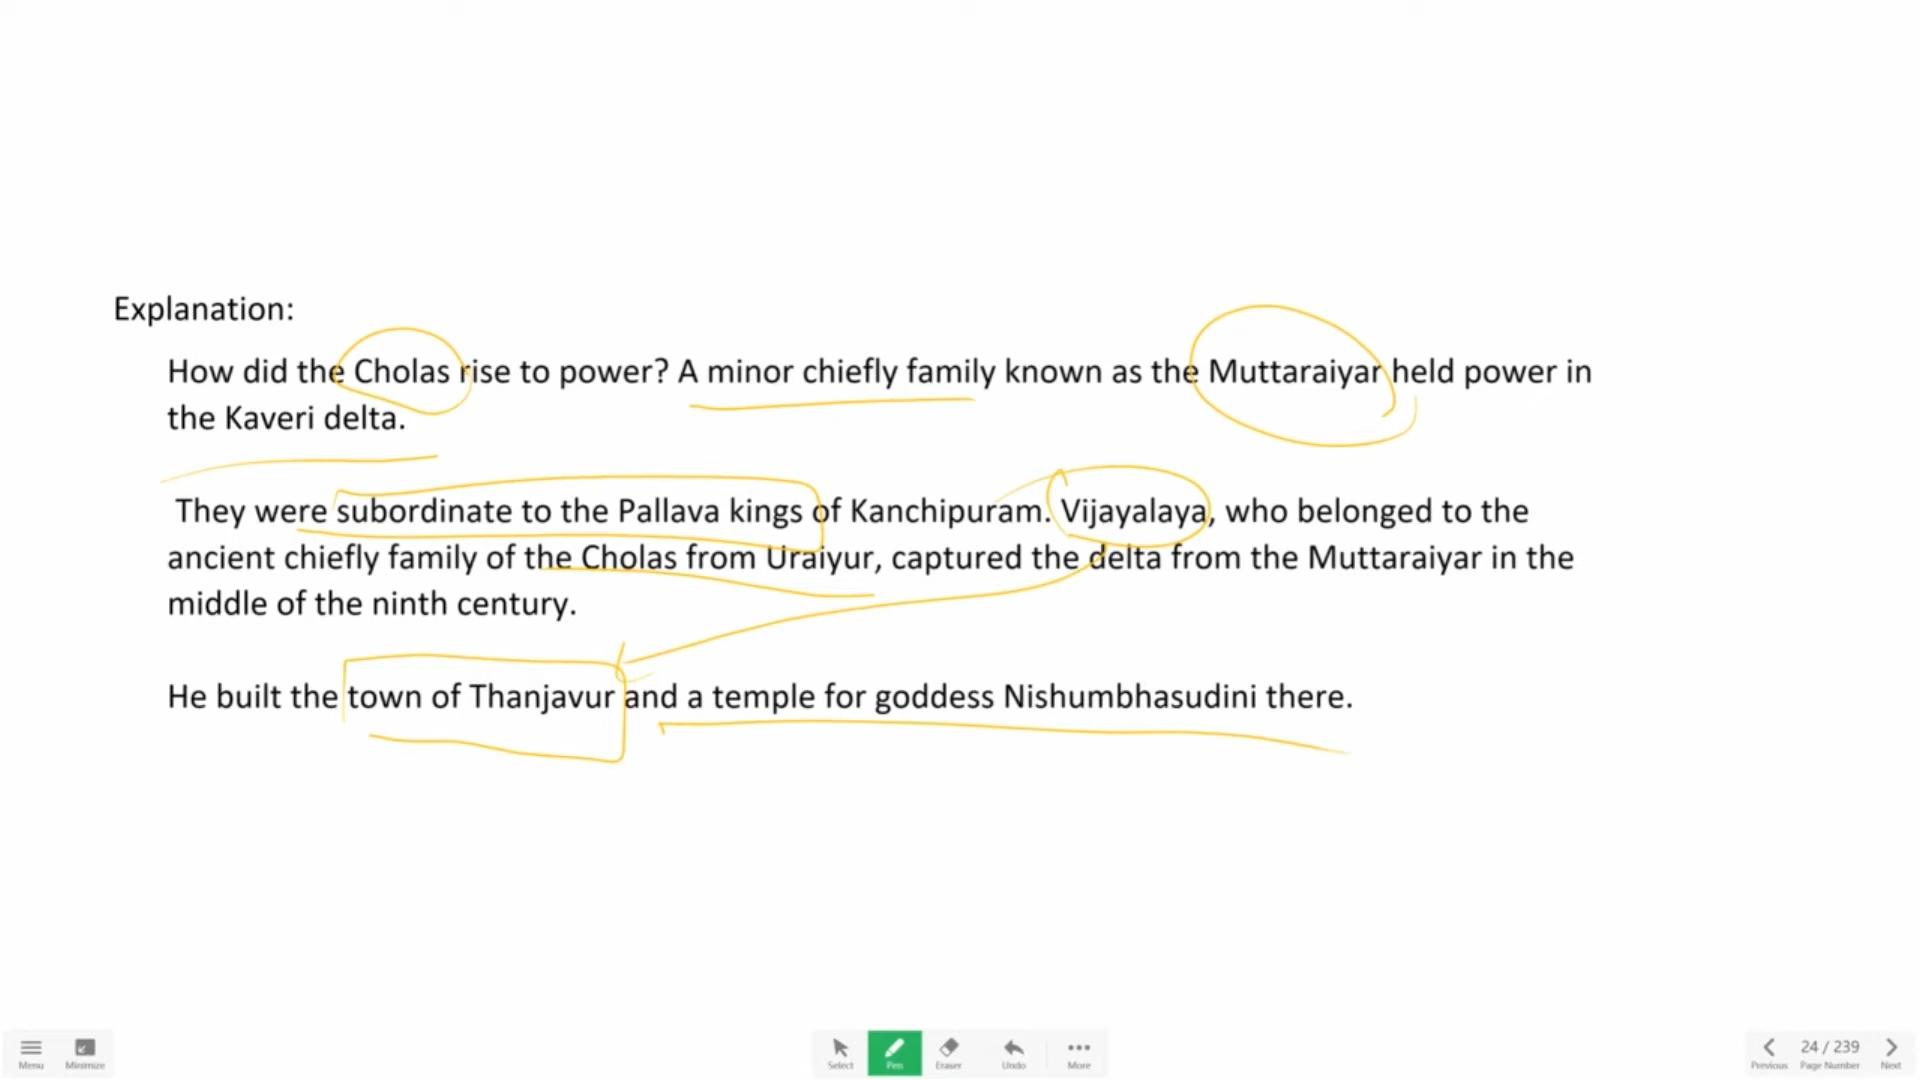 Explanation:
How did the Cholas rise to power? A minor chiefly family known as the Muttaraiyar held power in
the Kaveri delta.
They were subordinate to the Pallava kings of Kanchipuram. Vijayalaya, who belonged to the
ancient chiefly family of the Cholas from Uraiyur, captured the delta from the Muttaraiyar in the
middle of the ninth century.
He built the town of Thanjavur and a temple for goddess Nishumbhasudini there.
Menu Minimize Select Pen Eraser Undo More Previous 24 / 239 Page Number Next